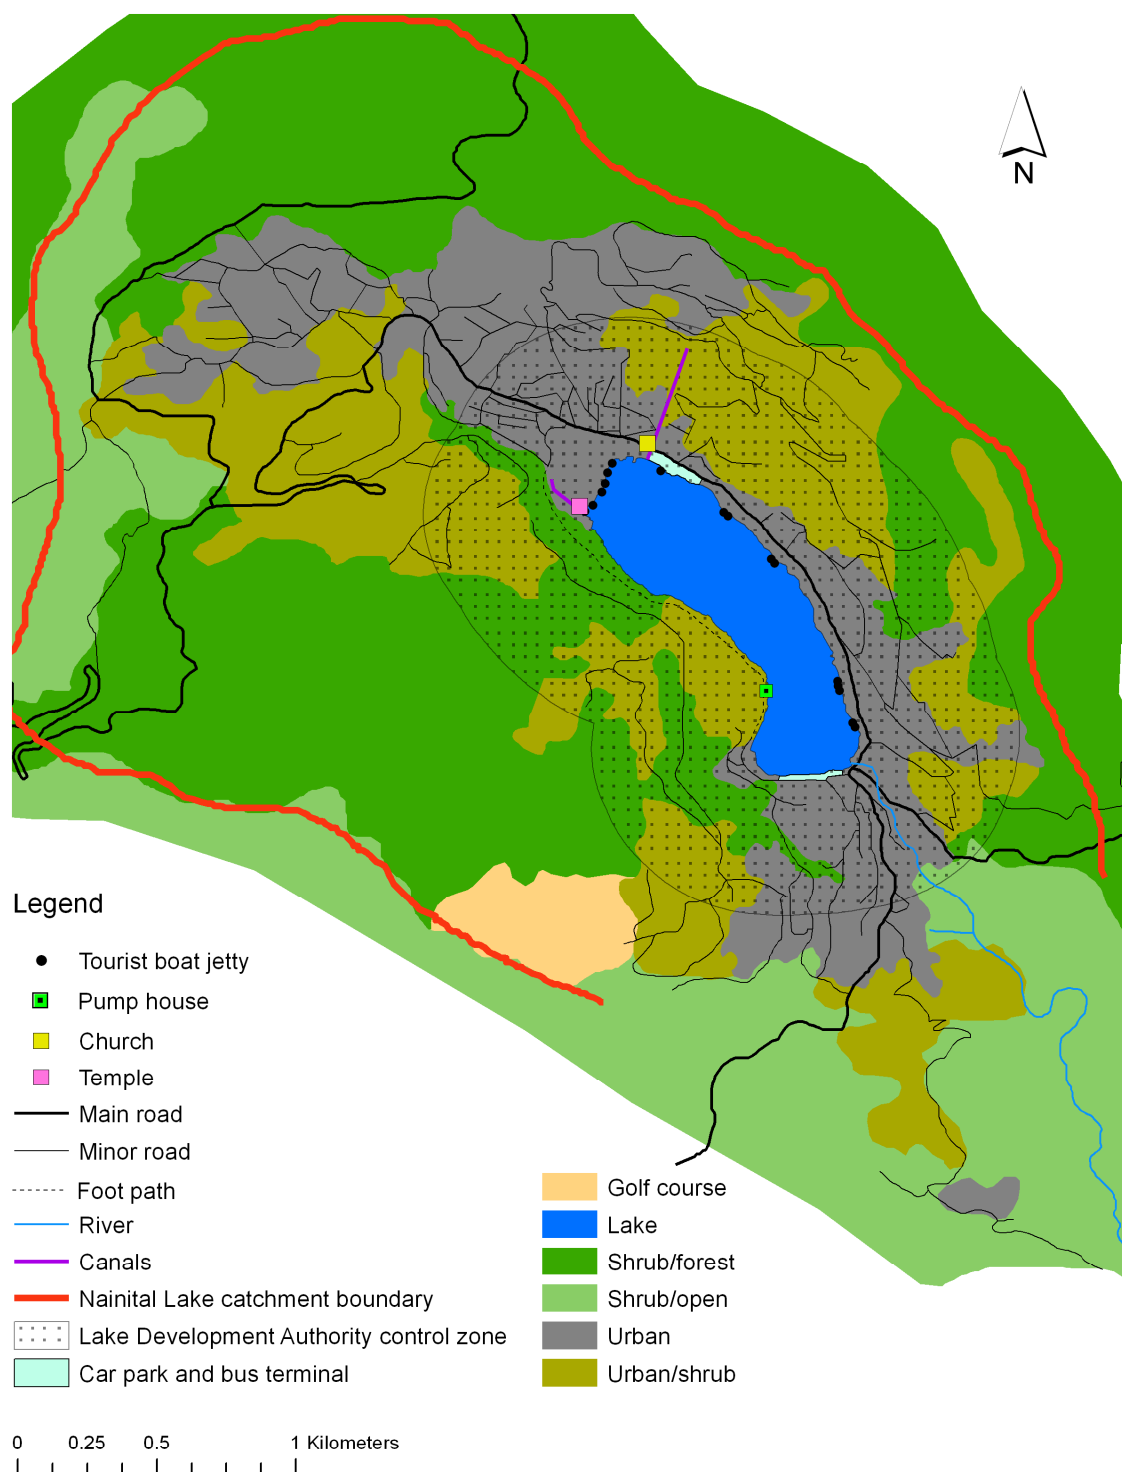 N
Legend
Tourist boat jetty
Pump house
Church
Temple
Main road
Minor road
Foot path
River
Canals
Nainital Lake catchment boundary
Lake Development Authority control zone
Car park and bus terminal
Golf course
Lake
Shrub/forest
Shrub/open
Urban
Urban/shrub
0 0.25 0.5 1 Kilometers